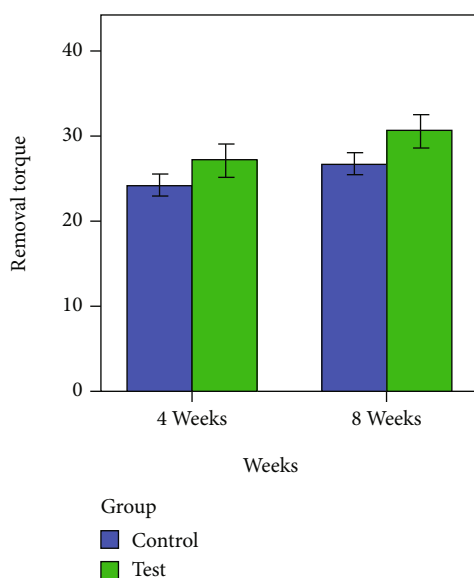 Removal torque
40
30
20
10
0
4 Weeks
8 Weeks
Weeks
Group
Control
Test